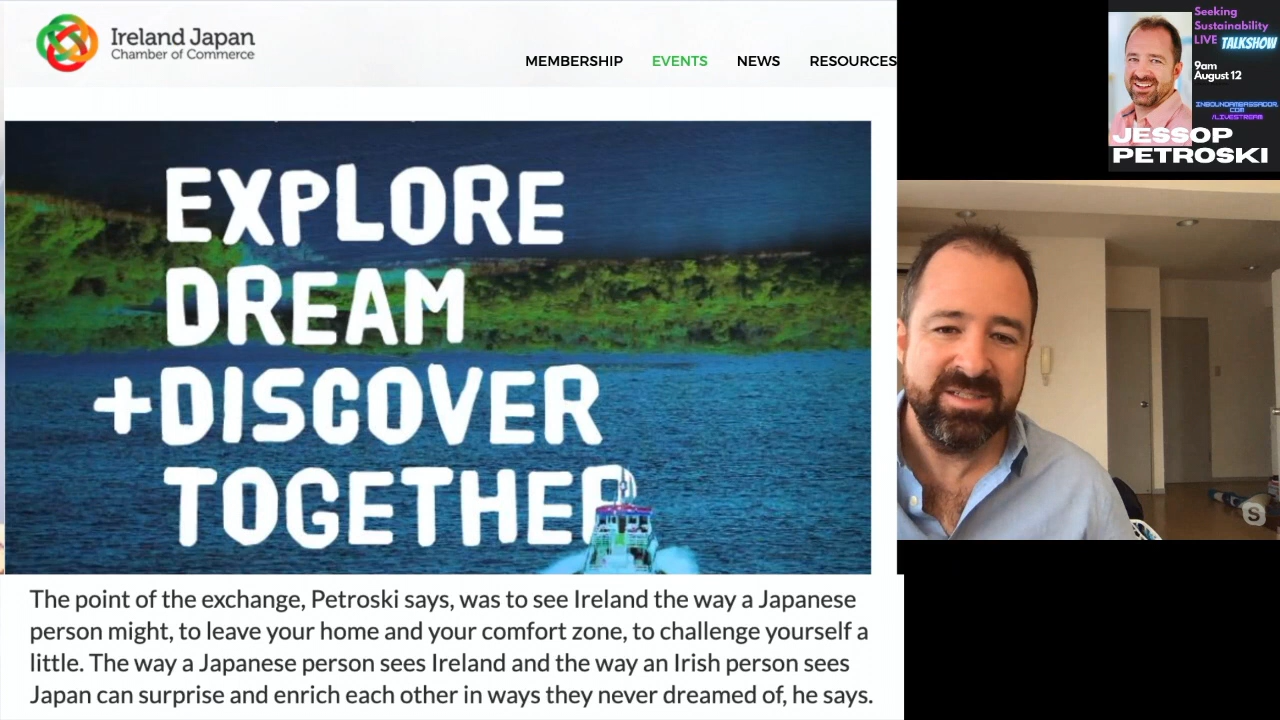 Ireland Japan
Chamber of Commerce
MEMBERSHIP EVENTS NEWS RESOURCES
EXPLORE
DREAM
+DISCOVER
TOGETHER
The point of the exchange, Petroski says, was to see Ireland the way a Japanese
person might, to leave your home and your comfort zone, to challenge yourself a
little. The way a Japanese person sees Ireland and the way an Irish person sees
Japan can surprise and enrich each other in ways they never dreamed of, he says.
Seeking
Sustainability
LIVE TALKSHOW
9am
August 12
INBOUNDAMBASSADOR.
COM
/LIVESTREAM
JESSOP
PETROSKI
S